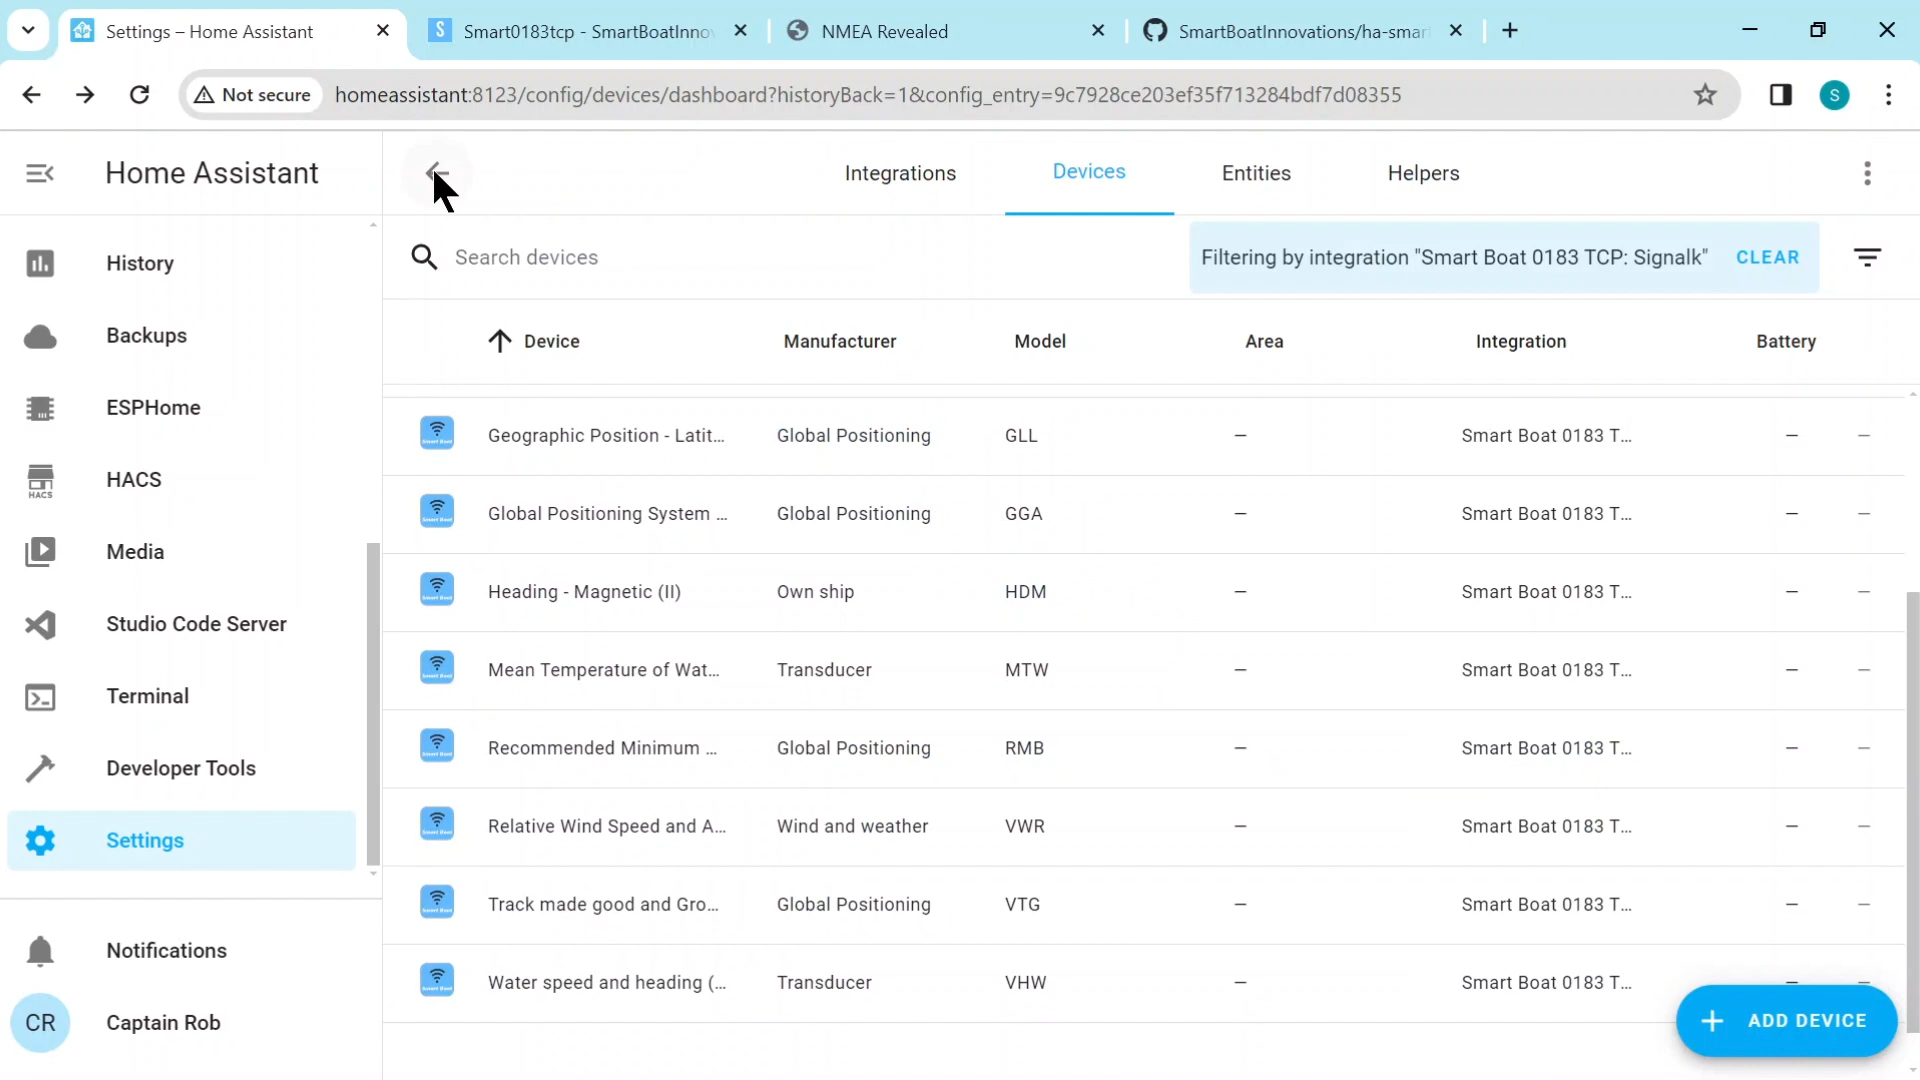 Settings – Home Assistant
Smart0183tcp - SmartBoatInnov
NMEA Revealed
SmartBoatInnovations/ha-smar
Not secure
homeassistant:8123/config/devices/dashboard?historyBack=1&config_entry=9c7928ce203ef35f713284bdf7d08355
S
Home Assistant
Integrations
Devices
Entities
Helpers
History
Backups
ESPHome
HACS
HACS
Media
Studio Code Server
Terminal
Developer Tools
Settings
Notifications
CR
Captain Rob
Search devices
Filtering by integration "Smart Boat 0183 TCP: Signalk" CLEAR
Device Manufacturer Model Area Integration Battery
Geographic Position - Latit... Global Positioning GLL — Smart Boat 0183 T... — —
Global Positioning System ... Global Positioning GGA — Smart Boat 0183 T... — —
Heading - Magnetic (II) Own ship HDM — Smart Boat 0183 T... — —
Mean Temperature of Wat... Transducer MTW — Smart Boat 0183 T... — —
Recommended Minimum ... Global Positioning RMB — Smart Boat 0183 T... — —
Relative Wind Speed and A... Wind and weather VWR — Smart Boat 0183 T... — —
Track made good and Gro... Global Positioning VTG — Smart Boat 0183 T... — —
Water speed and heading (... Transducer VHW — Smart Boat 0183 T... — —
ADD DEVICE